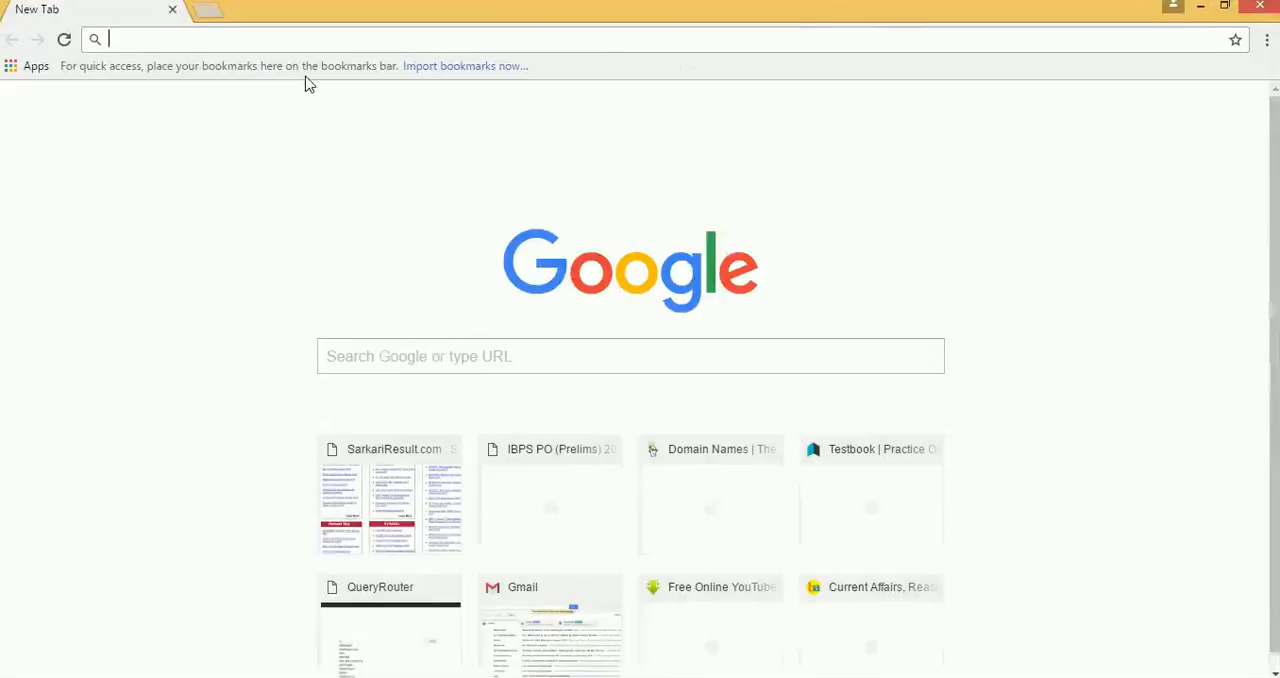 New Tab
Apps For quick access, place your bookmarks here on the bookmarks bar. Import bookmarks now...
Google
Search Google or type URL
SarkariResult.com : S
IBPS PO (Prelims) 20
Domain Names | The
Testbook | Practice O
QueryRouter
Gmail
Free Online YouTube
Current Affairs, Reas